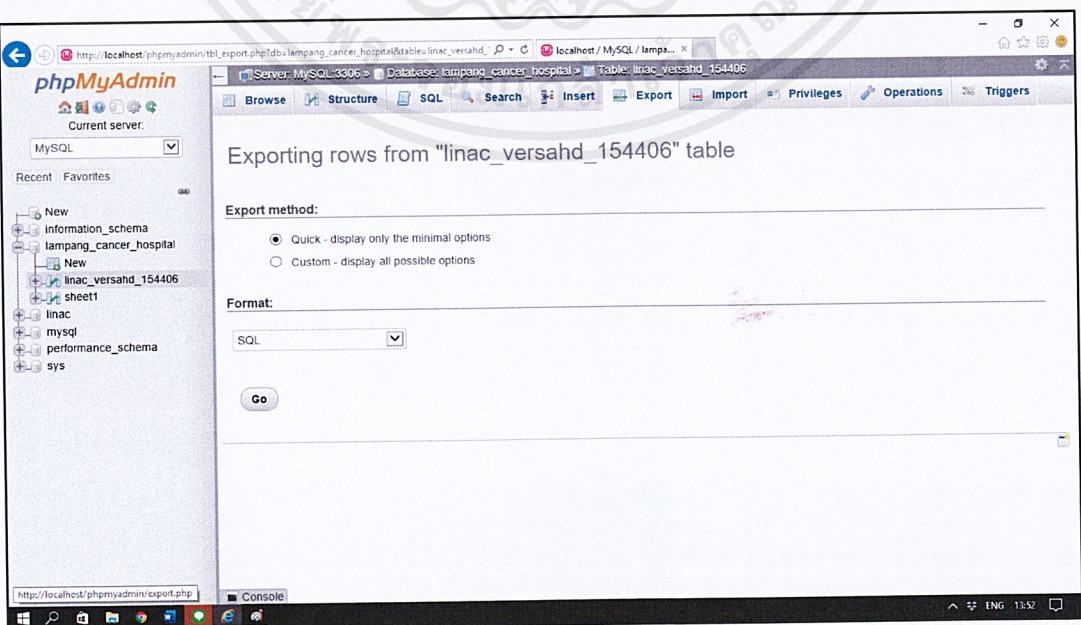 http://localhost/phpmyadmin/tbl_export.php?db=lampang_cancer_hospital&table=linac_versahd_
localhost / MySQL / lampa...
phpMyAdmin
Current server:
MySQL
Recent Favorites
New
information_schema
lampang_cancer_hospital
New
linac_versahd_154406
sheet1
linac
mysql
performance_schema
sys
Server: MySQL:3306 » Database: lampang_cancer_hospital » Table: linac_versahd_154406
Browse Structure SQL Search Insert Export Import Privileges Operations Triggers
Exporting rows from "linac_versahd_154406" table
Export method:
Quick - display only the minimal options
Custom - display all possible options
Format:
SQL
Go
http://localhost/phpmyadmin/export.php
Console
ENG 13:52